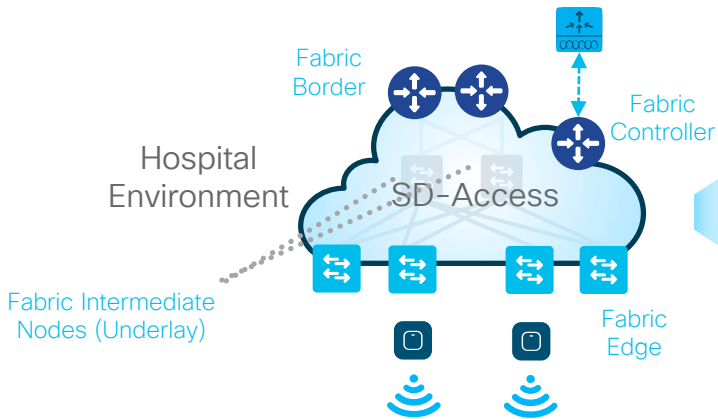 Fabric
Border
Fabric
Controller
Hospital
Environment
SD-Access
Fabric Intermediate
Nodes (Underlay)
Fabric
Edge